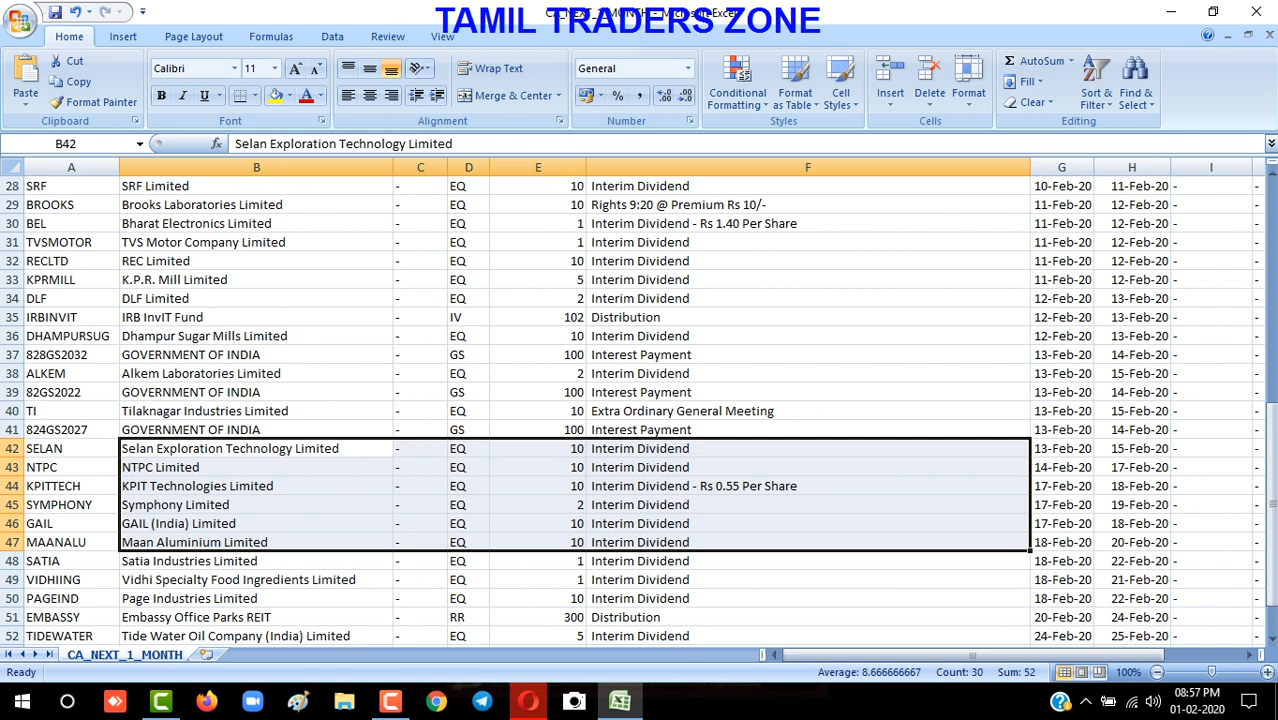 CA_NEXT_1_MONTH - Microsoft Excel
TAMIL TRADERS ZONE
Home Insert Page Layout Formulas Data Review View
Paste Cut Copy Format Painter Clipboard
Calibri 11 A A B I U A Font
Wrap Text Merge & Center Alignment
General % , Number
Conditional Formatting Format as Table Cell Styles Styles
Insert Delete Format Cells
AutoSum Fill Clear Sort & Filter Find & Select Editing
B42 fx Selan Exploration Technology Limited
A B C D E F G H I
28 SRF SRF Limited - EQ 10 Interim Dividend 10-Feb-20 11-Feb-20 - -
29 BROOKS Brooks Laboratories Limited - EQ 10 Rights 9:20 @ Premium Rs 10/- 11-Feb-20 12-Feb-20 - -
30 BEL Bharat Electronics Limited - EQ 1 Interim Dividend - Rs 1.40 Per Share 11-Feb-20 12-Feb-20 - -
31 TVSMOTOR TVS Motor Company Limited - EQ 1 Interim Dividend 11-Feb-20 12-Feb-20 - -
32 RECLTD REC Limited - EQ 10 Interim Dividend 11-Feb-20 12-Feb-20 - -
33 KPRMILL K.P.R. Mill Limited - EQ 5 Interim Dividend 11-Feb-20 12-Feb-20 - -
34 DLF DLF Limited - EQ 2 Interim Dividend 12-Feb-20 13-Feb-20 - -
35 IRBINVIT IRB InvIT Fund - IV 102 Distribution 12-Feb-20 13-Feb-20 - -
36 DHAMPURSUG Dhampur Sugar Mills Limited - EQ 10 Interim Dividend 12-Feb-20 13-Feb-20 - -
37 828GS2032 GOVERNMENT OF INDIA - GS 100 Interest Payment 13-Feb-20 14-Feb-20 - -
38 ALKEM Alkem Laboratories Limited - EQ 2 Interim Dividend 13-Feb-20 15-Feb-20 - -
39 82GS2022 GOVERNMENT OF INDIA - GS 100 Interest Payment 13-Feb-20 14-Feb-20 - -
40 TI Tilaknagar Industries Limited - EQ 10 Extra Ordinary General Meeting 13-Feb-20 15-Feb-20 - -
41 824GS2027 GOVERNMENT OF INDIA - GS 100 Interest Payment 13-Feb-20 14-Feb-20 - -
42 SELAN Selan Exploration Technology Limited - EQ 10 Interim Dividend 13-Feb-20 15-Feb-20 - -
43 NTPC NTPC Limited - EQ 10 Interim Dividend 14-Feb-20 17-Feb-20 - -
44 KPITTECH KPIT Technologies Limited - EQ 10 Interim Dividend - Rs 0.55 Per Share 17-Feb-20 18-Feb-20 - -
45 SYMPHONY Symphony Limited - EQ 2 Interim Dividend 17-Feb-20 19-Feb-20 - -
46 GAIL GAIL (India) Limited - EQ 10 Interim Dividend 17-Feb-20 18-Feb-20 - -
47 MAANALU Maan Aluminium Limited - EQ 10 Interim Dividend 18-Feb-20 20-Feb-20 - -
48 SATIA Satia Industries Limited - EQ 1 Interim Dividend 18-Feb-20 22-Feb-20 - -
49 VIDHIING Vidhi Specialty Food Ingredients Limited - EQ 1 Interim Dividend 18-Feb-20 21-Feb-20 - -
50 PAGEIND Page Industries Limited - EQ 10 Interim Dividend 18-Feb-20 22-Feb-20 - -
51 EMBASSY Embassy Office Parks REIT - RR 300 Distribution 20-Feb-20 24-Feb-20 - -
52 TIDEWATER Tide Water Oil Company (India) Limited - EQ 5 Interim Dividend 24-Feb-20 25-Feb-20 - -
CA_NEXT_1_MONTH
Ready Average: 8.666666667 Count: 30 Sum: 52 100%
08:57 PM
01-02-2020